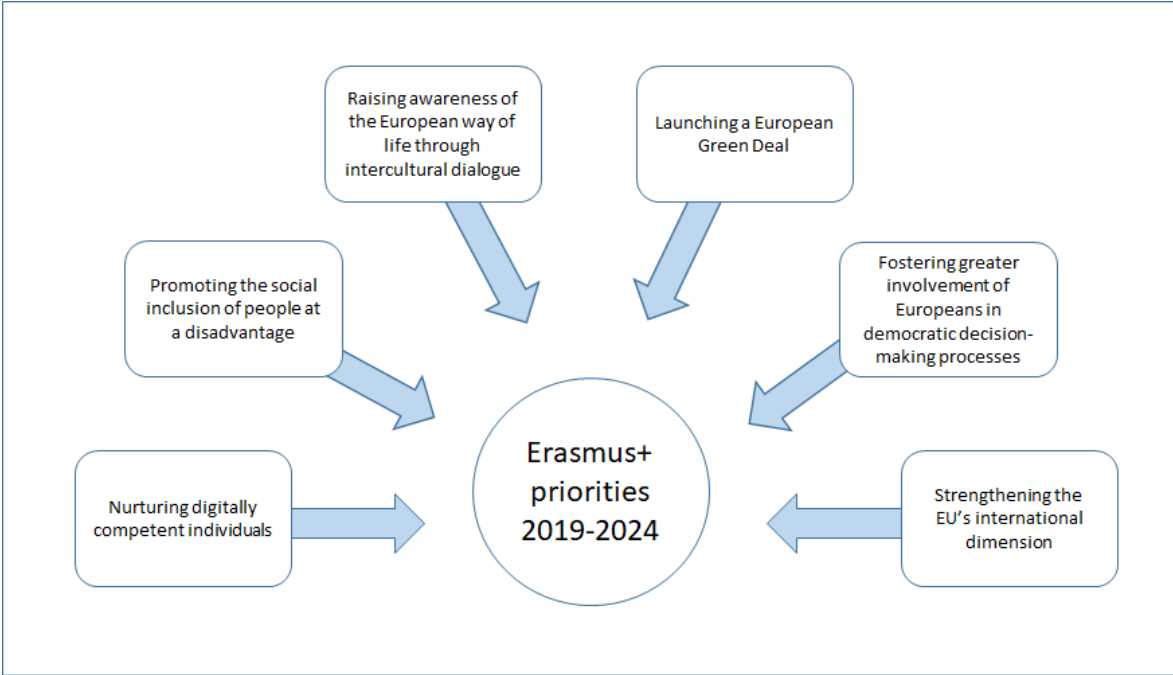 Raising awareness of
the European way of
life through
intercultural dialogue
Launching a European
Green Deal
Promoting the social
inclusion of people at
a disadvantage
Fostering greater
involvement of
Europeans in
democratic decision-
making processes
Nurturing digitally
competent individuals
Erasmus+
priorities
2019-2024
Strengthening the
EU’s international
dimension